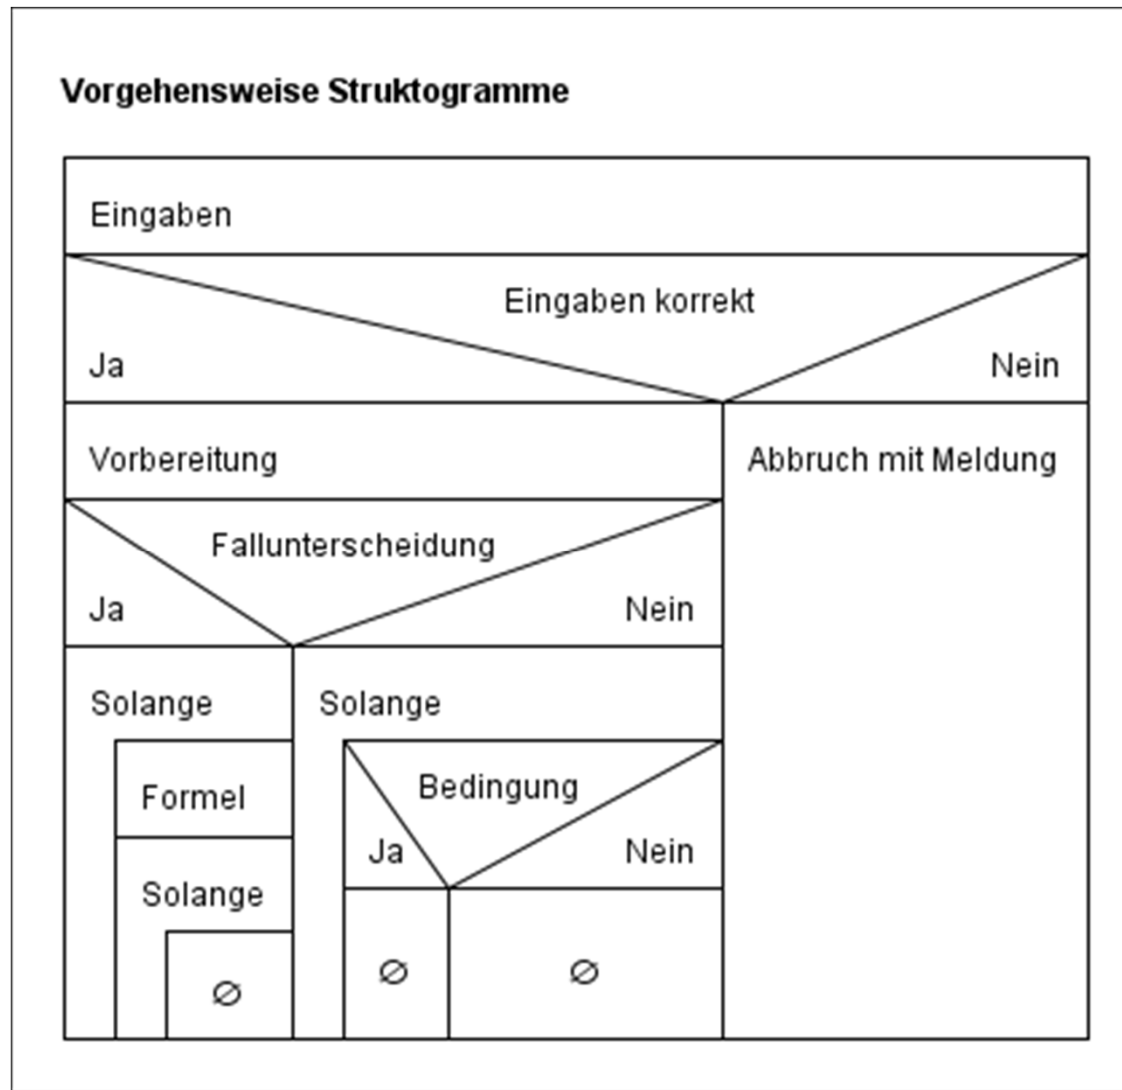 Vorgehensweise Struktogramme
Eingaben
Eingaben korrekt
Ja
Nein
Vorbereitung
Abbruch mit Meldung
Fallunterscheidung
Ja
Nein
Solange
Solange
Bedingung
Formel
Ja
Nein
Solange
∅
∅
∅